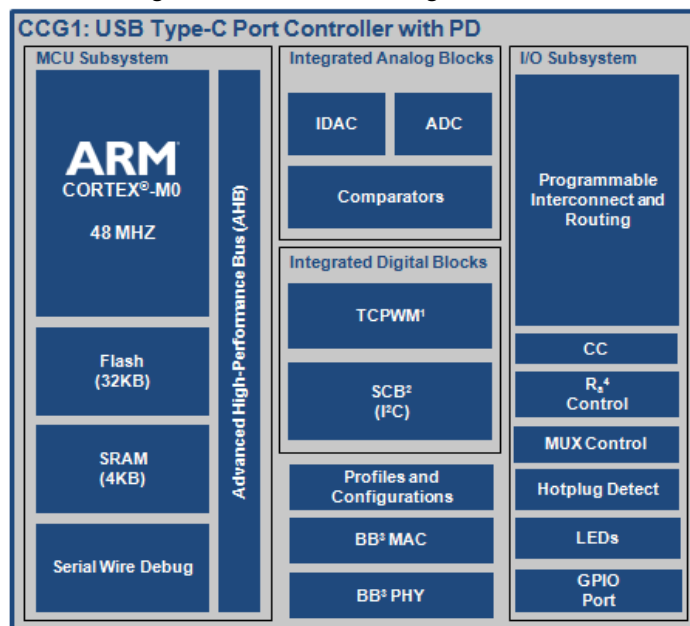 CCG1: USB Type-C Port Controller with PD
MCU Subsystem
ARM
CORTEX®-M0
48 MHZ
Flash
(32KB)
SRAM
(4KB)
Serial Wire Debug
Advanced High-Performance Bus (AHB)
Integrated Analog Blocks
IDAC
ADC
Comparators
Integrated Digital Blocks
TCPWM¹
SCB²
(I²C)
Profiles and
Configurations
BB³ MAC
BB³ PHY
I/O Subsystem
Programmable
Interconnect and
Routing
CC
Rₐ⁴
Control
MUX Control
Hotplug Detect
LEDs
GPIO
Port